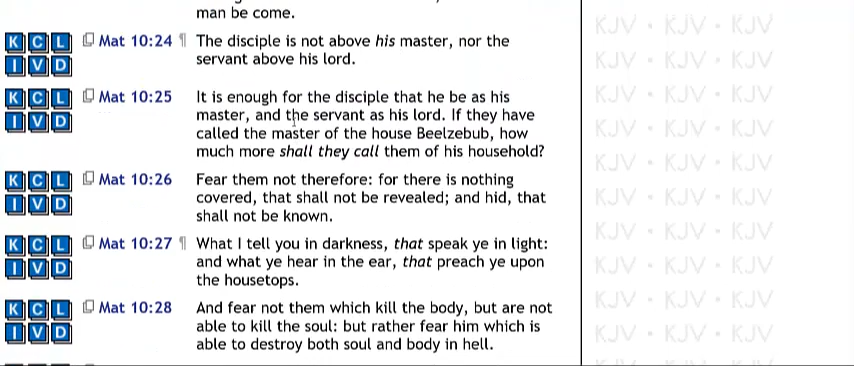 man be come.
K C L Mat 10:24 ¶ The disciple is not above his master, nor the
I V D servant above his lord.
K C L Mat 10:25 It is enough for the disciple that he be as his
I V D master, and the servant as his lord. If they have
called the master of the house Beelzebub, how
much more shall they call them of his household?
K C L Mat 10:26 Fear them not therefore: for there is nothing
I V D covered, that shall not be revealed; and hid, that
shall not be known.
K C L Mat 10:27 ¶ What I tell you in darkness, that speak ye in light:
I V D and what ye hear in the ear, that preach ye upon
the housetops.
K C L Mat 10:28 And fear not them which kill the body, but are not
I V D able to kill the soul: but rather fear him which is
able to destroy both soul and body in hell.
KJV • KJV • KJV
KJV • KJV • KJV
KJV • KJV • KJV
KJV • KJV • KJV
KJV • KJV • KJV
KJV • KJV • KJV
KJV • KJV • KJV
KJV • KJV • KJV
KJV • KJV • KJV
KJV • KJV • KJV